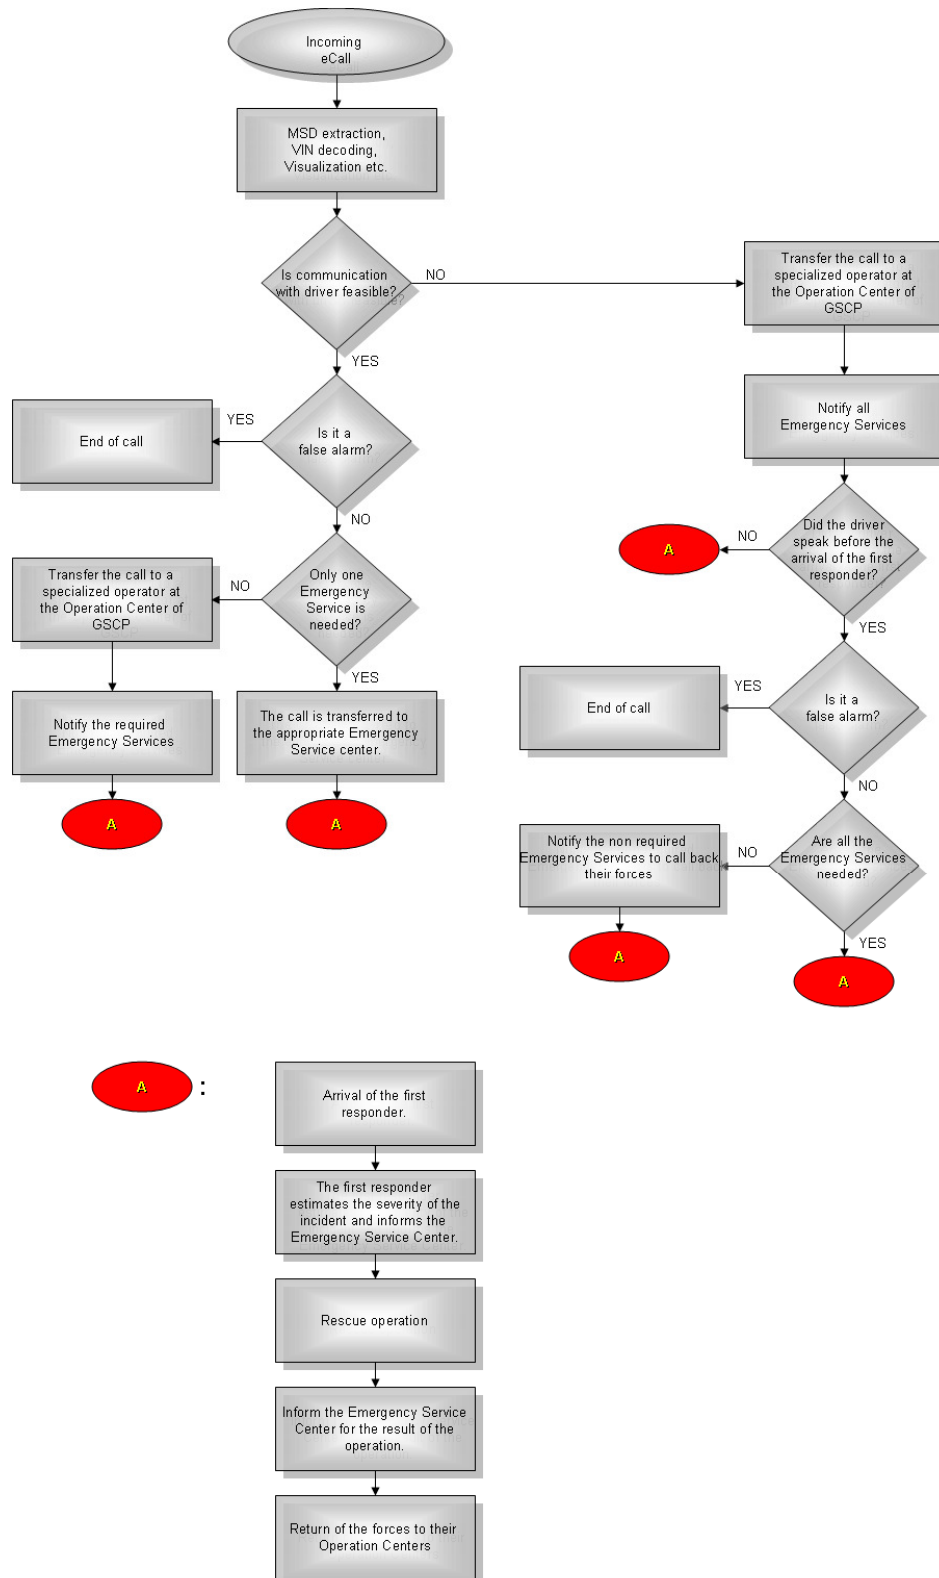 Incoming
eCall
MSD extraction,
VIN decoding,
Visualization etc.
Is communication
with driver feasible?
NO
Transfer the call to a
specialized operator at
the Operation Center of
GSCP
YES
Notify all
Emergency Services
YES
End of call
Is it a
false alarm?
NO
Did the driver
speak before the
arrival of the first
responder?
NO
A
YES
Only one
Emergency
Service is
needed?
NO
Transfer the call to a
specialized operator at
the Operation Center of
GSCP
YES
Notify the required
Emergency Services
The call is transferred to
the appropriate Emergency
Service center.
A
A
Is it a
false alarm?
YES
End of call
NO
Are all the
Emergency Services
needed?
NO
Notify the non required
Emergency Services to call back
their forces
YES
A
A
A
:
Arrival of the first
responder.
The first responder
estimates the severity of the
incident and informs the
Emergency Service Center.
Rescue operation
Inform the Emergency Service
Center for the result of the
operation.
Return of the forces to their
Operation Centers